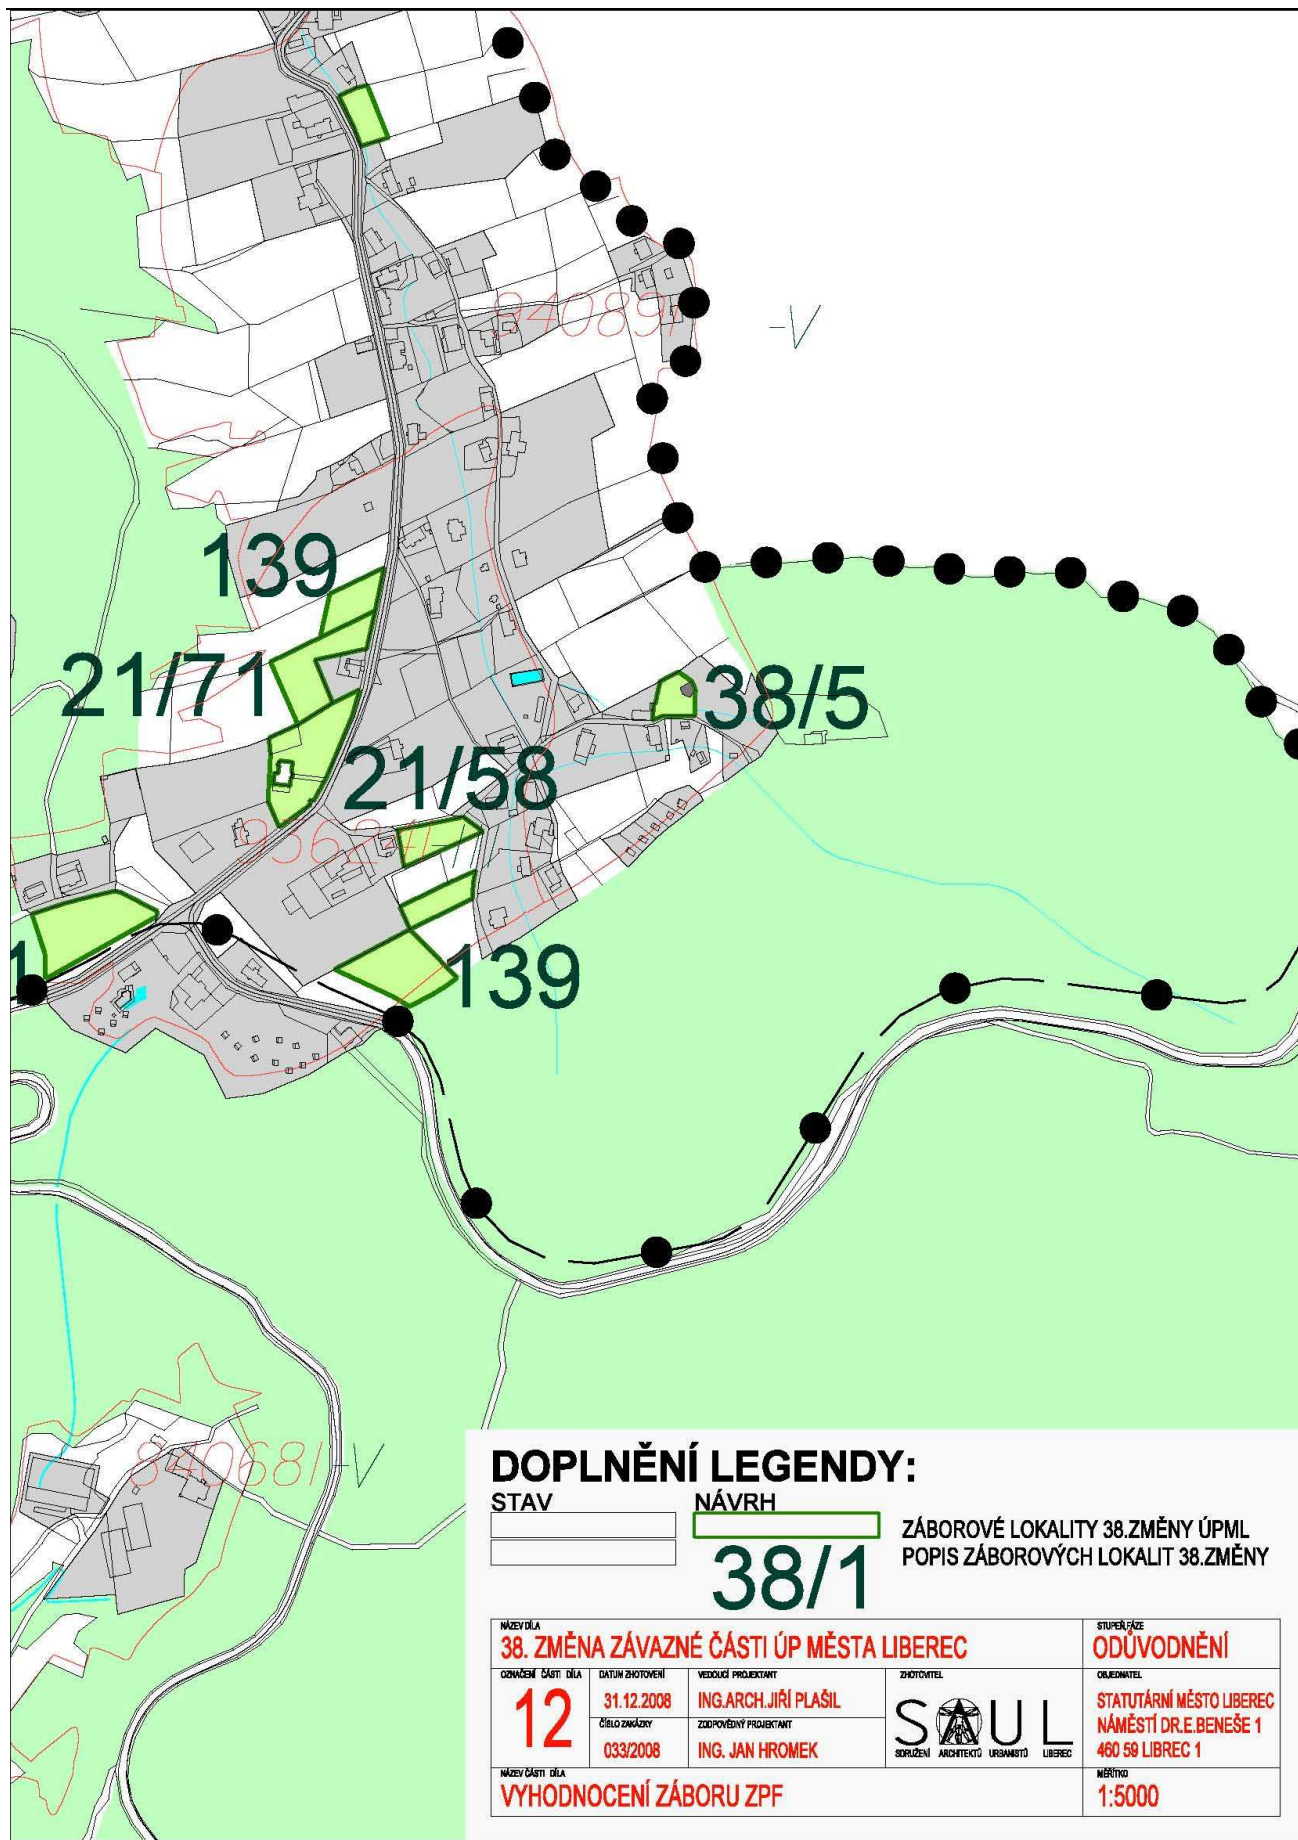 94089
-V
139
21/71
38/5
21/58
1
139
84068
V
DOPLNĚNÍ LEGENDY:
STAV
NÁVRH
ZÁBOROVÉ LOKALITY 38.ZMĚNY ÚPML
38/1
POPIS ZÁBOROVÝCH LOKALIT 38.ZMĚNY
NÁZEV DÍLA
38. ZMĚNA ZÁVAZNÉ ČÁSTI ÚP MĚSTA LIBEREC
STUPEŇ,FÁZE
ODŮVODNĚNÍ
OZNAČENÍ ČÁSTI DÍLA
12
DATUM ZHOTOVENÍ
31.12.2008
VEDOUCÍ PROJEKTANT
ING.ARCH.JIŘÍ PLAŠIL
ČÍSLO ZAKÁZKY
033/2008
ZODPOVĚDNÝ PROJEKTANT
ING. JAN HROMEK
ZHOTOVITEL
SAUL
SDRUŽENÍ ARCHITEKTŮ URBANISTŮ LIBEREC
OBJEDNATEL
STATUTÁRNÍ MĚSTO LIBEREC
NÁMĚSTÍ DR.E.BENEŠE 1
460 59 LIBREC 1
NÁZEV ČÁSTI DÍLA
VYHODNOCENÍ ZÁBORU ZPF
MĚŘÍTKO
1:5000